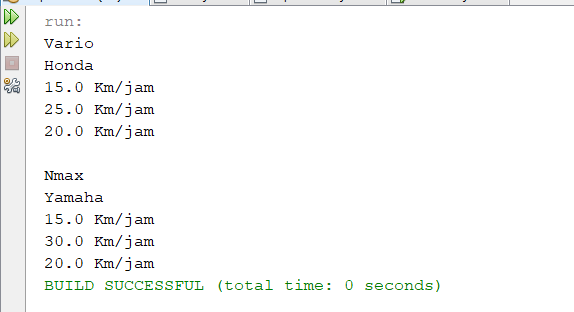 run:
Vario
Honda
15.0 Km/jam
25.0 Km/jam
20.0 Km/jam
Nmax
Yamaha
15.0 Km/jam
30.0 Km/jam
20.0 Km/jam
BUILD SUCCESSFUL (total time: 0 seconds)